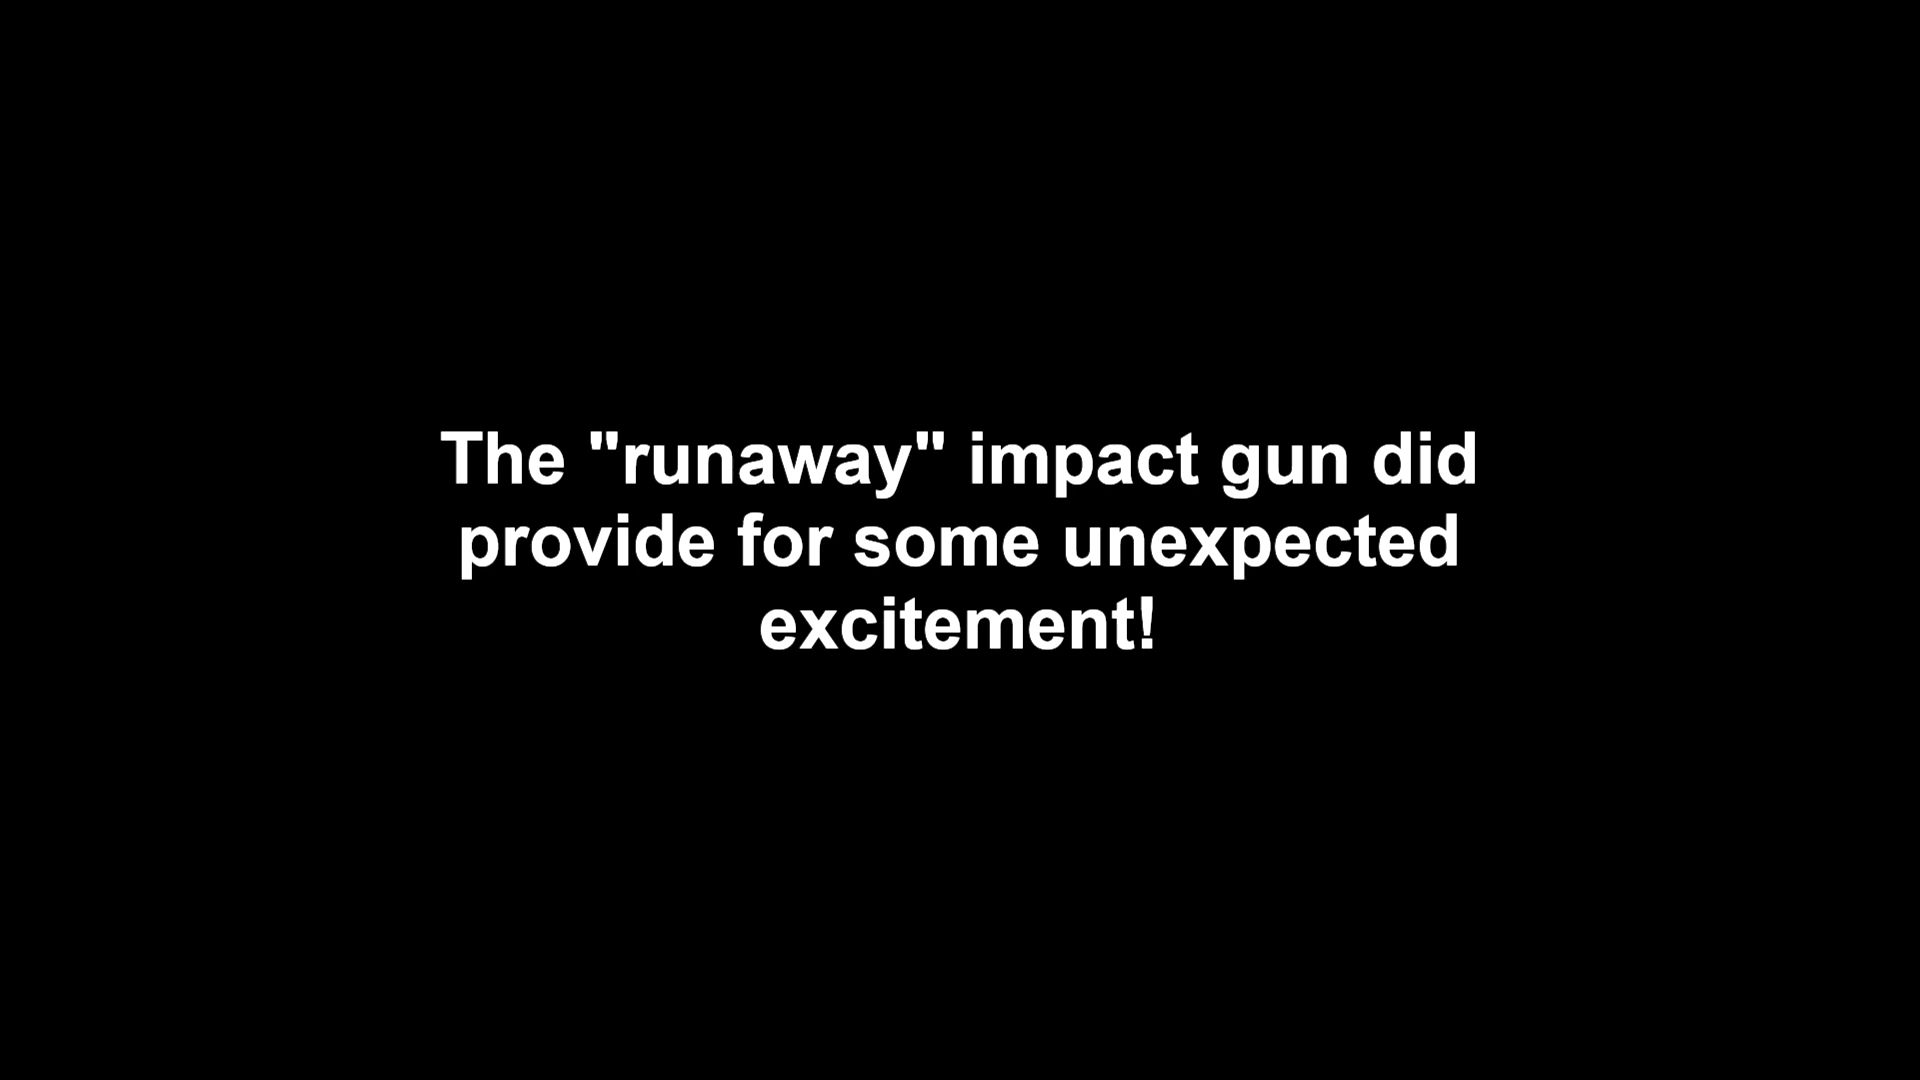 The "runaway" impact gun did
provide for some unexpected
excitement!